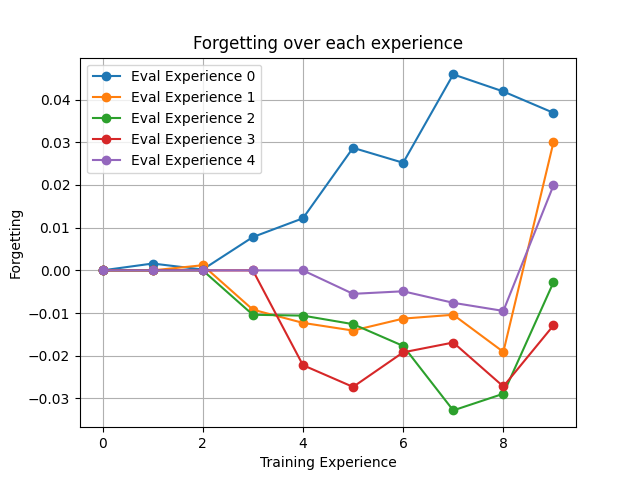 Forgetting over each experience
Eval Experience 0
Eval Experience 1
Eval Experience 2
Eval Experience 3
Eval Experience 4
0.04
0.03
0.02
0.01
0.00
−0.01
−0.02
−0.03
Forgetting
0 2 4 6 8
Training Experience